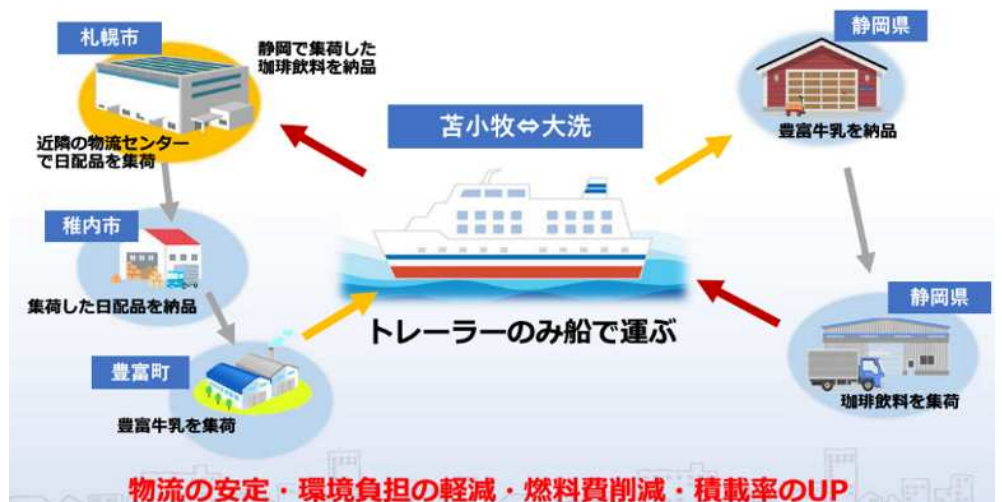 札幌市
静岡で集荷した
珈琲飲料を納品
近隣の物流センター
で日配品を集荷
稚内市
集荷した日配品を納品
豊富町
豊富牛乳を集荷
苫小牧⇔大洗
トレーラーのみ船で運ぶ
静岡県
豊富牛乳を納品
静岡県
珈琲飲料を集荷
物流の安定・環境負担の軽減・燃料費削減・積載率のUP